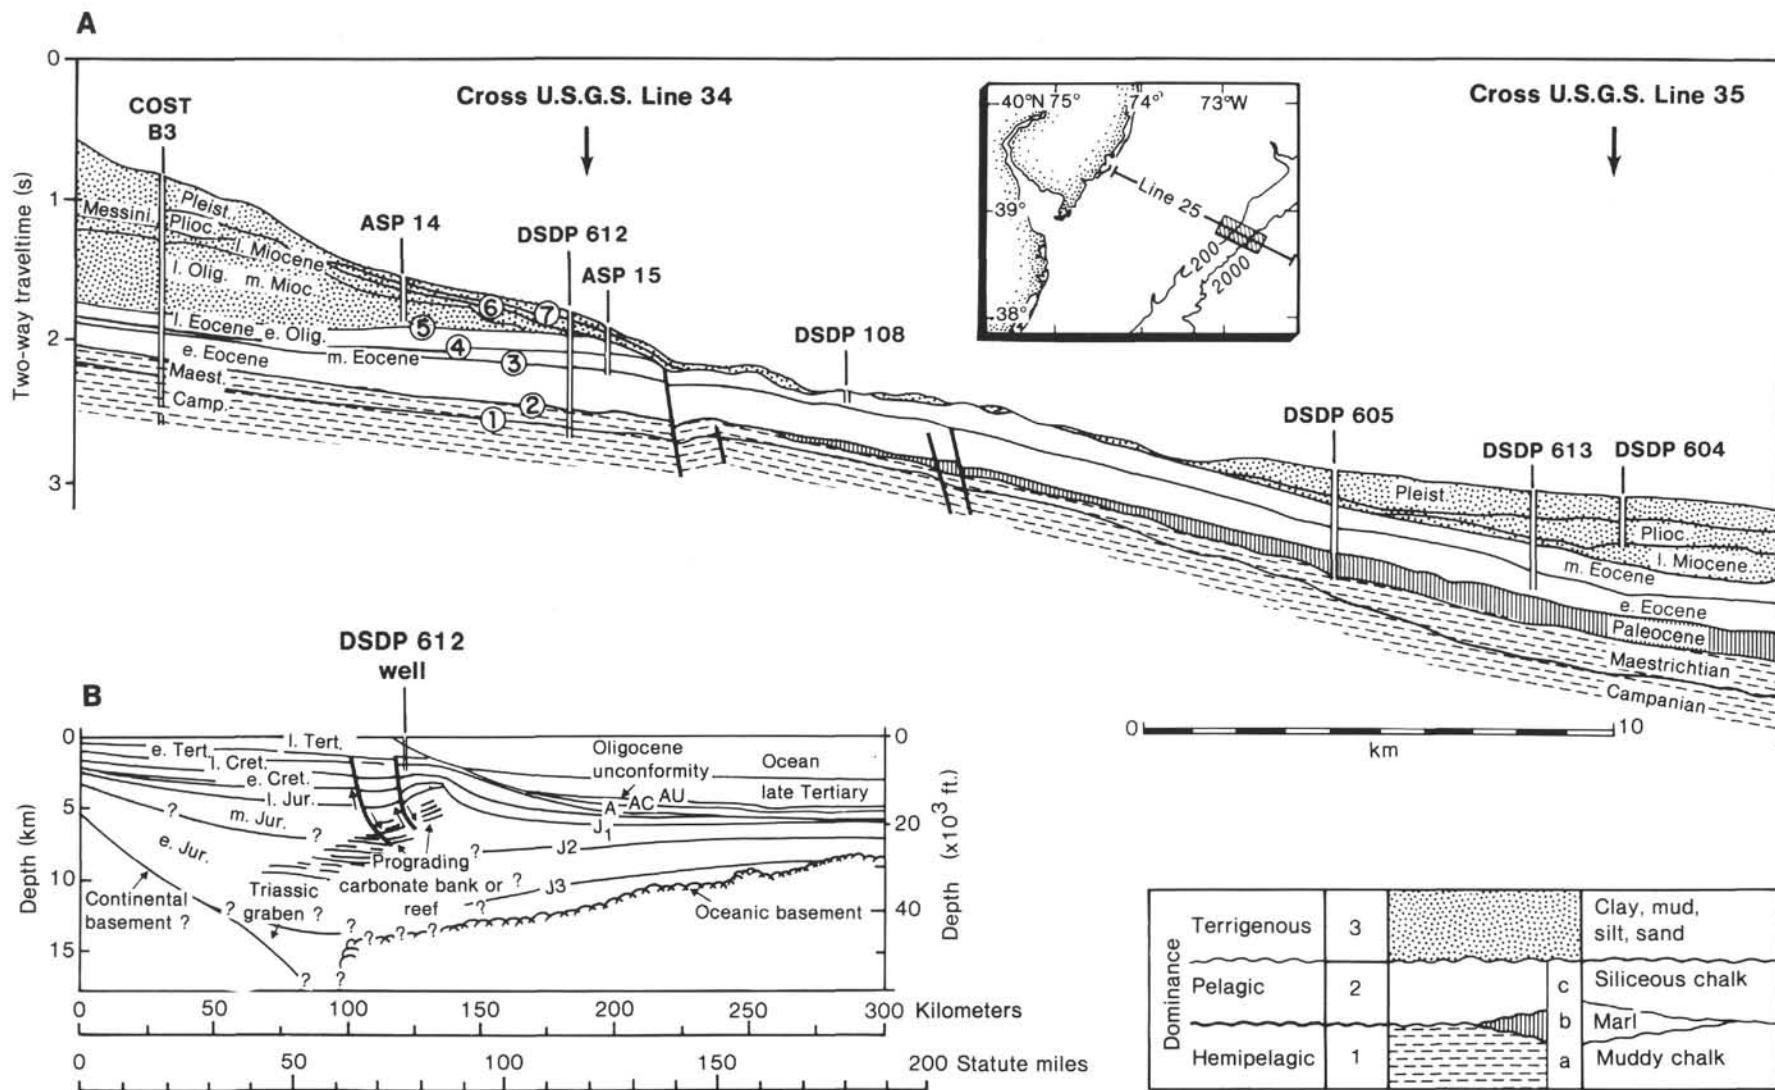 A
0
1
2
3
Two-way traveltime (s)
COST
B3
Cross U.S.G.S. Line 34
Cross U.S.G.S. Line 35
ASP 14
DSDP 612
ASP 15
DSDP 108
DSDP 605
DSDP 613
DSDP 604
40°N 75° 74° 73°W
39°
38°
Line 25
200
2000
Pleist.
Messini.
Plioc.
l. Miocene
l. Olig. m. Mioc.
l. Eocene e. Olig.
m. Eocene
e. Eocene
Maest.
Camp.
7
6
5
4
3
2
1
Pleist.
Plioc.
l. Miocene
m. Eocene
e. Eocene
Paleocene
Maestrichtian
Campanian
0 10
km
B
DSDP 612
well
0
5
10
15
Depth (km)
0
20
40
Depth (x10³ ft.)
e. Tert.
l. Tert.
l. Cret.
e. Cret.
l. Jur.
m. Jur.
e. Jur.
Oligocene
unconformity
Ocean
late Tertiary
AU
AC
A
J1
J2
J3
Prograding
carbonate bank or
reef
Triassic
graben ?
Continental
basement ?
Oceanic basement
? ? ? ? ? ? ? ? ? ? ? ?
0 50 100 150 200 250 300 Kilometers
0 50 100 150 200 Statute miles
Dominance
Terrigenous 3 Clay, mud,
silt, sand
Pelagic 2 c Siliceous chalk
b Marl
Hemipelagic 1 a Muddy chalk